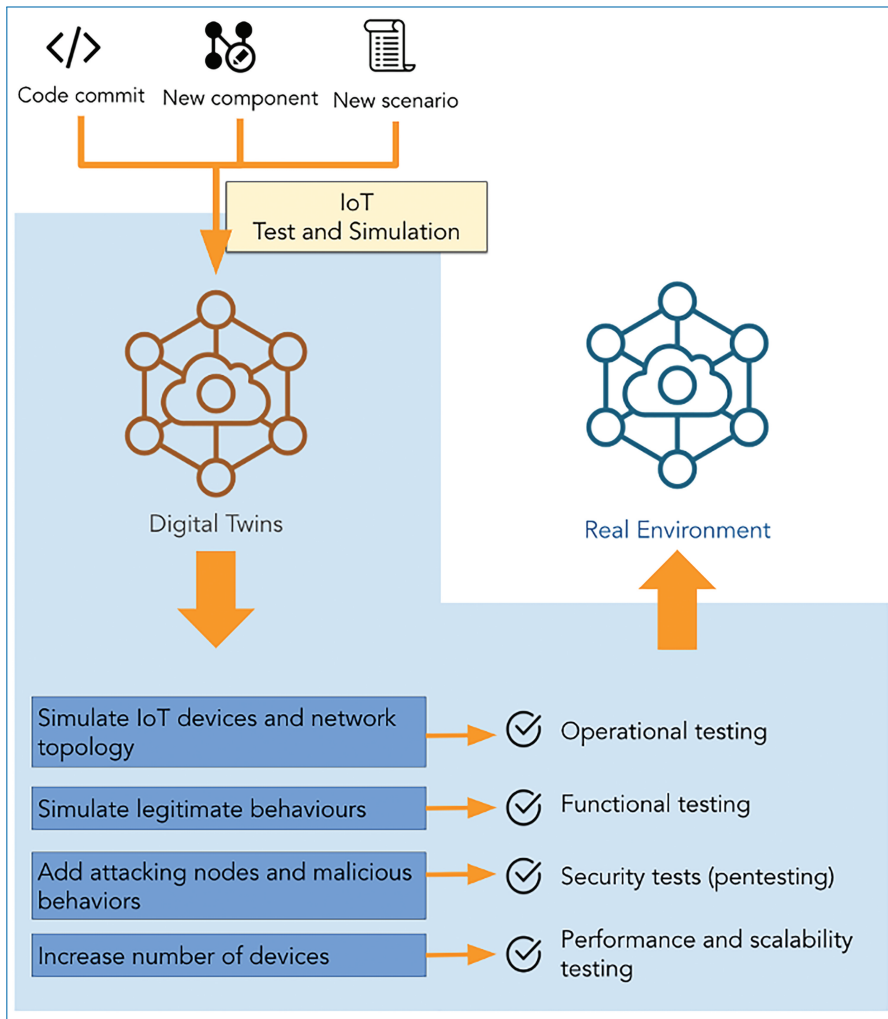 Code commit
New component
New scenario
IoT
Test and Simulation
Digital Twins
Real Environment
Simulate IoT devices and network
topology
Operational testing
Simulate legitimate behaviours
Functional testing
Add attacking nodes and malicious
behaviors
Security tests (pentesting)
Increase number of devices
Performance and scalability
testing